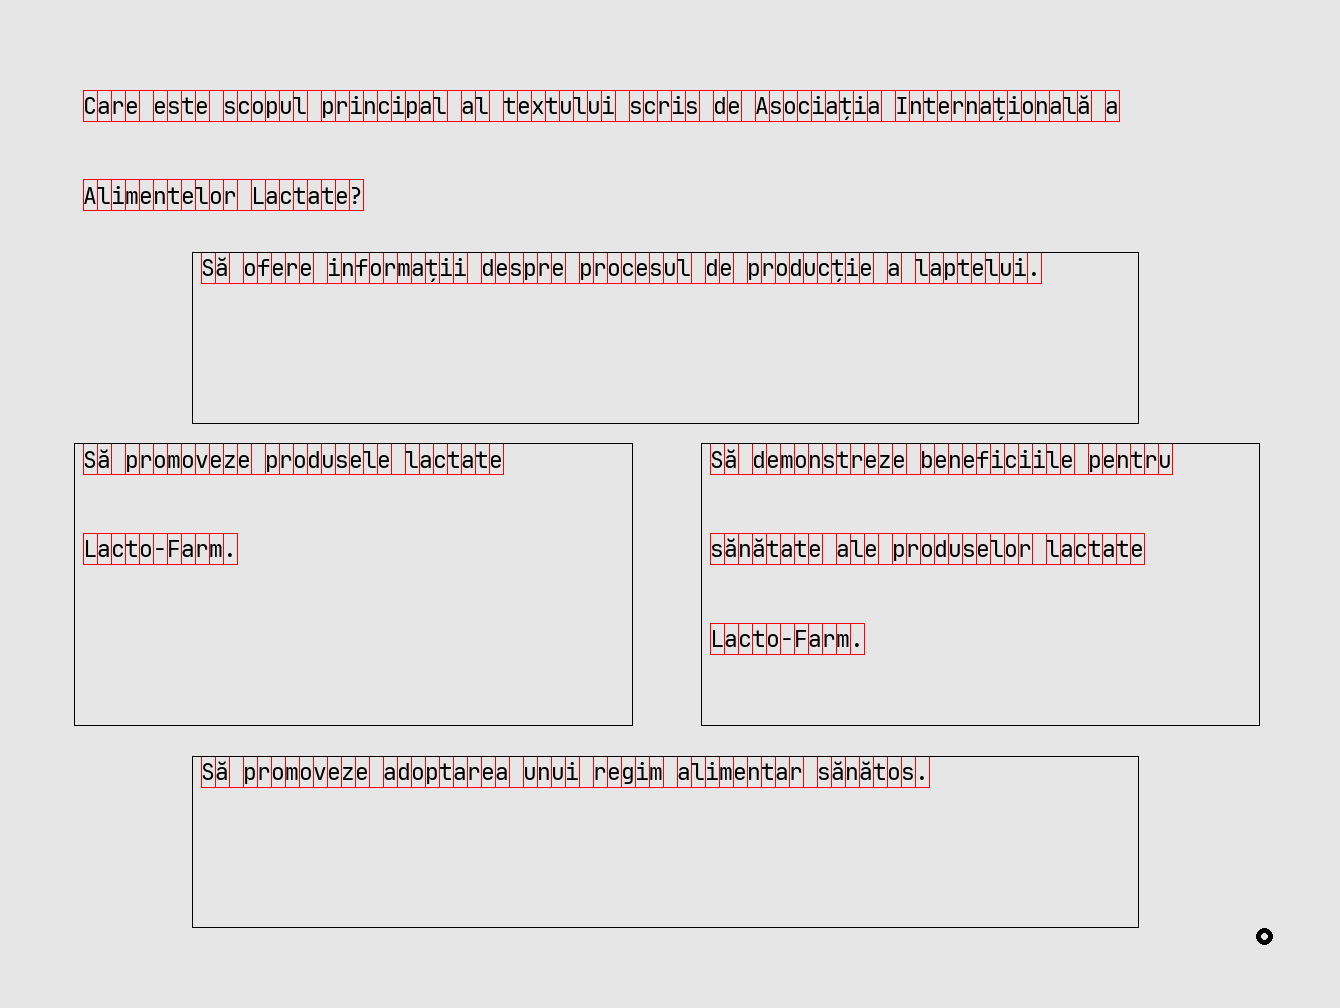 Care este scopul principal al textului scris de Asociația Internațională a
Alimentelor Lactate?
Să ofere informații despre procesul de producție a laptelui.
Să promoveze produsele lactate
Lacto-Farm.
Să demonstreze beneficiile pentru
sănătate ale produselor lactate
Lacto-Farm.
Să promoveze adoptarea unui regim alimentar sănătos.